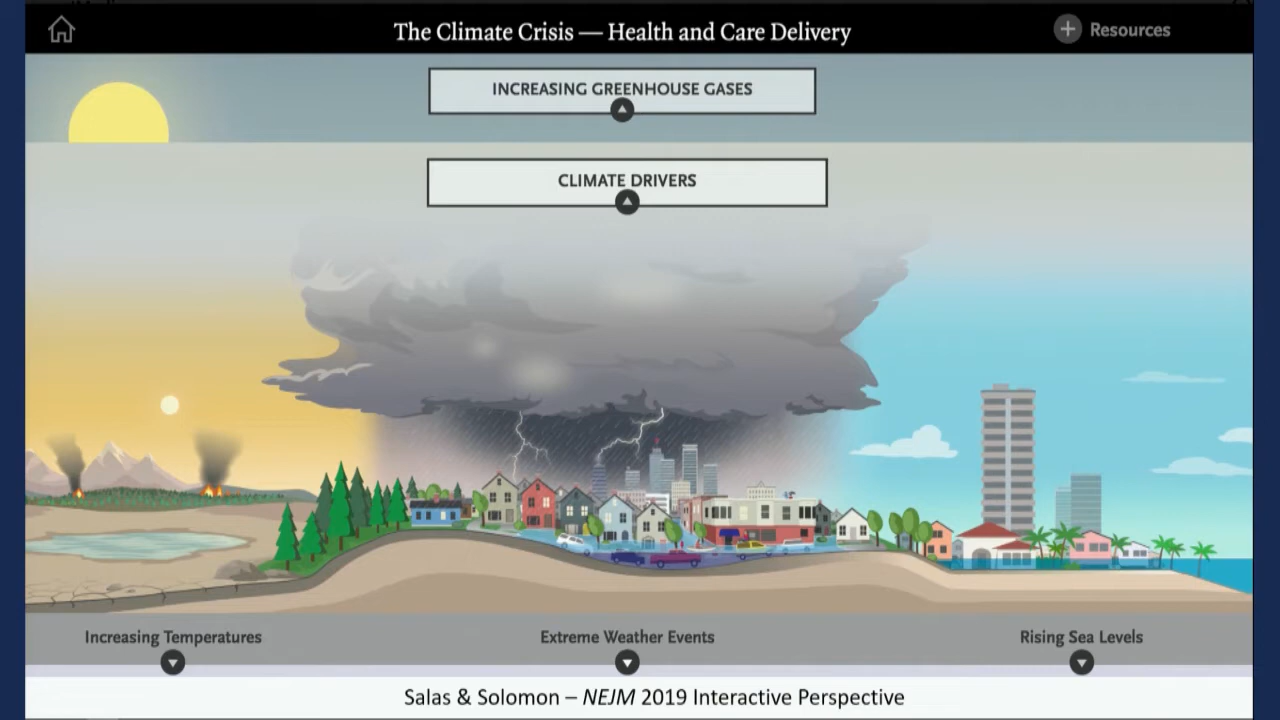 The Climate Crisis — Health and Care Delivery
Resources
INCREASING GREENHOUSE GASES
CLIMATE DRIVERS
Increasing Temperatures
Extreme Weather Events
Rising Sea Levels
Salas & Solomon – NEJM 2019 Interactive Perspective